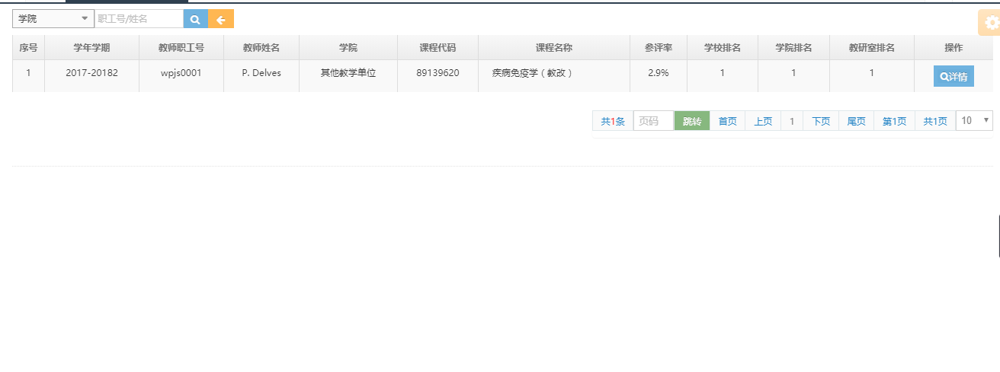 学院 职工号/姓名
序号 学年学期 教师职工号 教师姓名 学院 课程代码 课程名称 参评率 学校排名 学院排名 教研室排名 操作
1 2017-20182 wpjs0001 P. Delves 其他教学单位 89139620 疾病免疫学（教改） 2.9% 1 1 1 详情
共1条 页码 跳转 首页 上页 1 下页 尾页 第1页 共1页 10